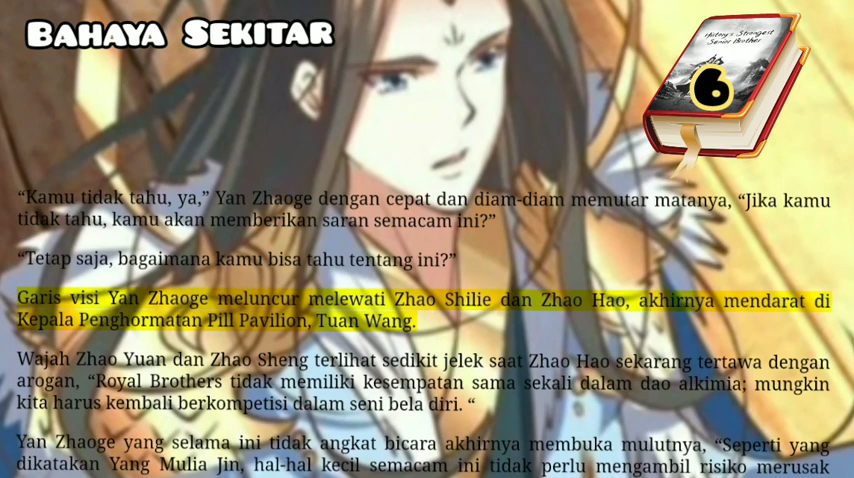 BAHAYA SEKITAR
History's Strongest
Senior Brother
6
“Kamu tidak tahu, ya,” Yan Zhaoge dengan cepat dan diam-diam memutar matanya, “Jika kamu
tidak tahu, kamu akan memberikan saran semacam ini?”
“Tetap saja, bagaimana kamu bisa tahu tentang ini?”
Garis visi Yan Zhaoge meluncur melewati Zhao Shilie dan Zhao Hao, akhirnya mendarat di
Kepala Penghormatan Pill Pavilion, Tuan Wang.
Wajah Zhao Yuan dan Zhao Sheng terlihat sedikit jelek saat Zhao Hao sekarang tertawa dengan
arogan, “Royal Brothers tidak memiliki kesempatan sama sekali dalam dao alkimia; mungkin
kita harus kembali berkompetisi dalam seni bela diri. “
Yan Zhaoge yang selama ini tidak angkat bicara akhirnya membuka mulutnya, “Seperti yang
dikatakan Yang Mulia Jin, hal-hal kecil semacam ini tidak perlu mengambil risiko merusak